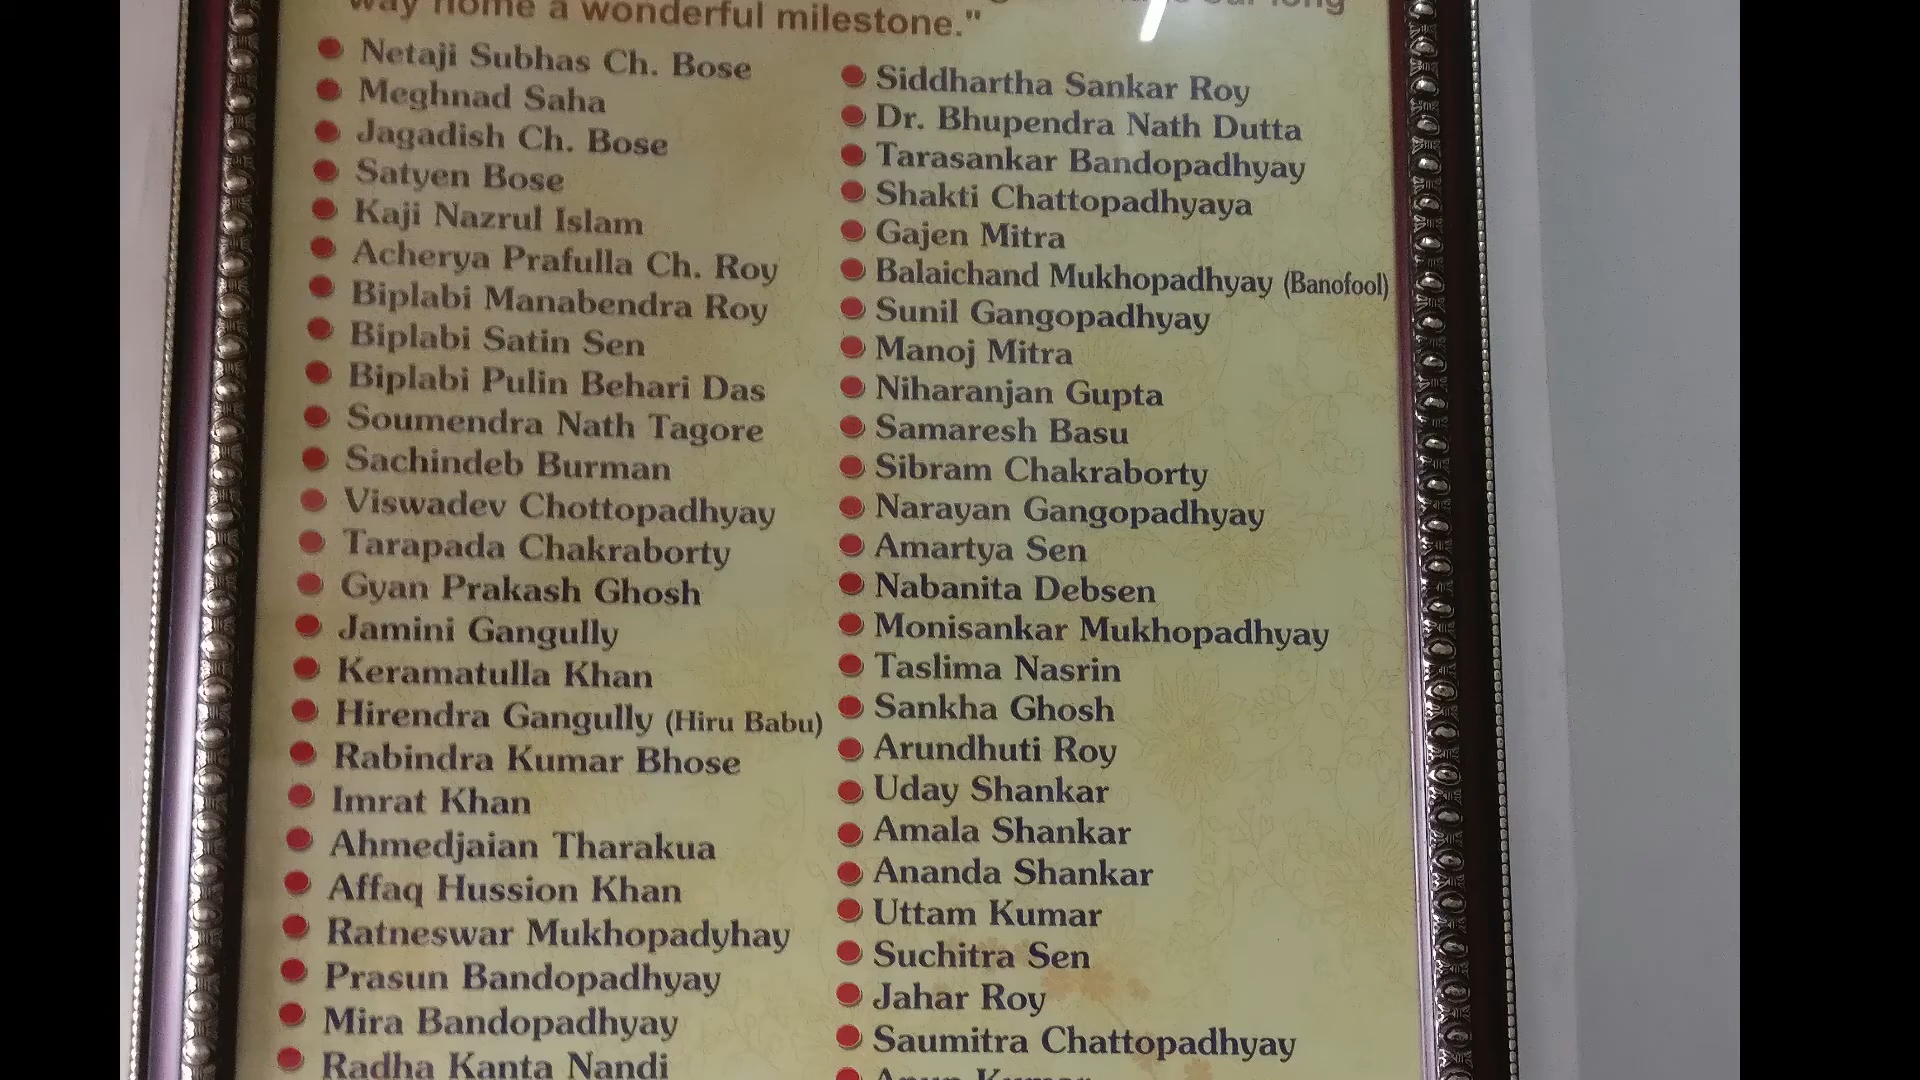 way home a wonderful milestone."
Netaji Subhas Ch. Bose
Meghnad Saha
Jagadish Ch. Bose
Satyen Bose
Kaji Nazrul Islam
Acherya Prafulla Ch. Roy
Biplabi Manabendra Roy
Biplabi Satin Sen
Biplabi Pulin Behari Das
Soumendra Nath Tagore
Sachindeb Burman
Viswadev Chottopadhyay
Tarapada Chakraborty
Gyan Prakash Ghosh
Jamini Gangully
Keramatulla Khan
Hirendra Gangully (Hiru Babu)
Rabindra Kumar Bhose
Imrat Khan
Ahmedjaian Tharakua
Affaq Hussion Khan
Ratneswar Mukhopadyhay
Prasun Bandopadhyay
Mira Bandopadhyay
Radha Kanta Nandi
Siddhartha Sankar Roy
Dr. Bhupendra Nath Dutta
Tarasankar Bandopadhyay
Shakti Chattopadhyaya
Gajen Mitra
Balaichand Mukhopadhyay (Banofool)
Sunil Gangopadhyay
Manoj Mitra
Niharanjan Gupta
Samaresh Basu
Sibram Chakraborty
Narayan Gangopadhyay
Amartya Sen
Nabanita Debsen
Monisankar Mukhopadhyay
Taslima Nasrin
Sankha Ghosh
Arundhuti Roy
Uday Shankar
Amala Shankar
Ananda Shankar
Uttam Kumar
Suchitra Sen
Jahar Roy
Saumitra Chattopadhyay